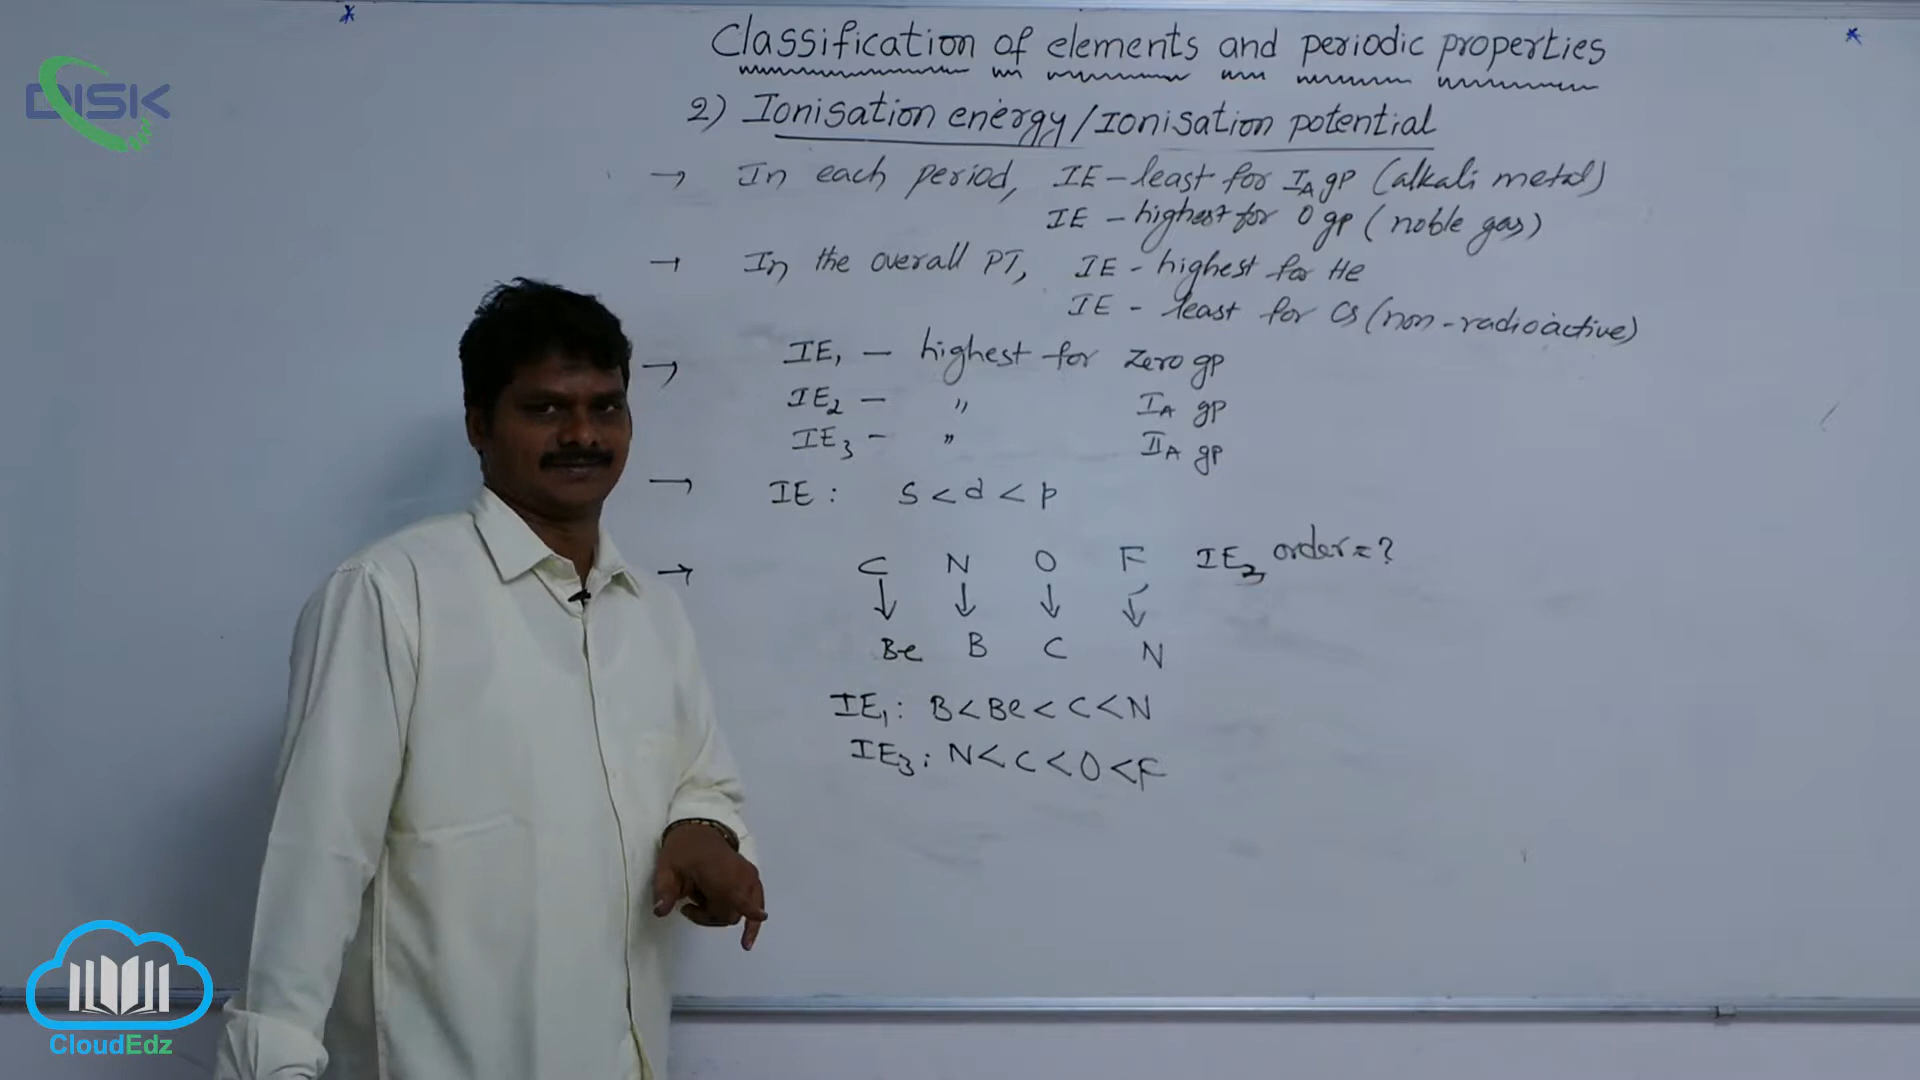 Classification of elements and periodic properties
DISK
2) Ionisation energy/Ionisation potential
→ In each period, IE - least for IA gp (alkali metal)
IE - highest for O gp (noble gas)
→ In the overall PT, IE - highest for He
IE - least for Cs (non-radioactive)
→ IE1 - highest for zero gp
IE2 - " IA gp
IE3 - " IIA gp
→ IE : s < d < p
→ C N O F IE3 order = ?
↓ ↓ ↓ ↓
Be B C N
IE1 : B < Be < C < N
IE3 : N < C < O < F
CloudEdz